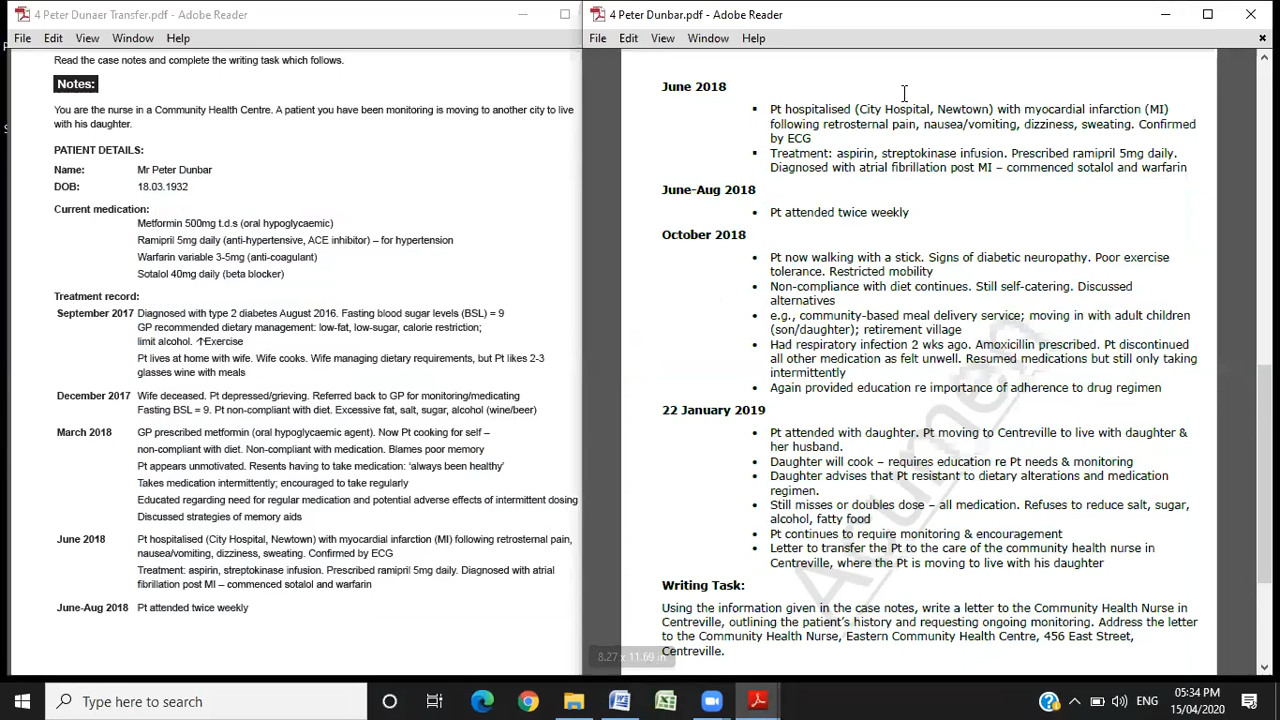 4 Peter Dunaer Transfer.pdf - Adobe Reader
File Edit View Window Help
Read the case notes and complete the writing task which follows.
Notes:
You are the nurse in a Community Health Centre. A patient you have been monitoring is moving to another city to live
with his daughter.
PATIENT DETAILS:
Name: Mr Peter Dunbar
DOB: 18.03.1932
Current medication:
Metformin 500mg t.d.s (oral hypoglycaemic)
Ramipril 5mg daily (anti-hypertensive, ACE inhibitor) – for hypertension
Warfarin variable 3-5mg (anti-coagulant)
Sotalol 40mg daily (beta blocker)
Treatment record:
September 2017 Diagnosed with type 2 diabetes August 2016. Fasting blood sugar levels (BSL) = 9
GP recommended dietary management: low-fat, low-sugar, calorie restriction;
limit alcohol. ↑Exercise
Pt lives at home with wife. Wife cooks. Wife managing dietary requirements, but Pt likes 2-3
glasses wine with meals
December 2017 Wife deceased. Pt depressed/grieving. Referred back to GP for monitoring/medicating
Fasting BSL = 9. Pt non-compliant with diet. Excessive fat, salt, sugar, alcohol (wine/beer)
March 2018 GP prescribed metformin (oral hypoglycaemic agent). Now Pt cooking for self –
non-compliant with diet. Non-compliant with medication. Blames poor memory
Pt appears unmotivated. Resents having to take medication: ‘always been healthy’
Takes medication intermittently; encouraged to take regularly
Educated regarding need for regular medication and potential adverse effects of intermittent dosing
Discussed strategies of memory aids
June 2018 Pt hospitalised (City Hospital, Newtown) with myocardial infarction (MI) following retrosternal pain,
nausea/vomiting, dizziness, sweating. Confirmed by ECG
Treatment: aspirin, streptokinase infusion. Prescribed ramipril 5mg daily. Diagnosed with atrial
fibrillation post MI – commenced sotalol and warfarin
June-Aug 2018 Pt attended twice weekly
4 Peter Dunbar.pdf - Adobe Reader
File Edit View Window Help
June 2018
▪ Pt hospitalised (City Hospital, Newtown) with myocardial infarction (MI)
following retrosternal pain, nausea/vomiting, dizziness, sweating. Confirmed
by ECG
▪ Treatment: aspirin, streptokinase infusion. Prescribed ramipril 5mg daily.
Diagnosed with atrial fibrillation post MI – commenced sotalol and warfarin
June-Aug 2018
▪ Pt attended twice weekly
October 2018
• Pt now walking with a stick. Signs of diabetic neuropathy. Poor exercise
tolerance. Restricted mobility
• Non-compliance with diet continues. Still self-catering. Discussed
alternatives
• e.g., community-based meal delivery service; moving in with adult children
(son/daughter); retirement village
• Had respiratory infection 2 wks ago. Amoxicillin prescribed. Pt discontinued
all other medication as felt unwell. Resumed medications but still only taking
intermittently
• Again provided education re importance of adherence to drug regimen
22 January 2019
• Pt attended with daughter. Pt moving to Centreville to live with daughter &
her husband.
• Daughter will cook – requires education re Pt needs & monitoring
• Daughter advises that Pt resistant to dietary alterations and medication
regimen.
• Still misses or doubles dose – all medication. Refuses to reduce salt, sugar,
alcohol, fatty food
• Pt continues to require monitoring & encouragement
• Letter to transfer the Pt to the care of the community health nurse in
Centreville, where the Pt is moving to live with his daughter
Writing Task:
Using the information given in the case notes, write a letter to the Community Health Nurse in
Centreville, outlining the patient’s history and requesting ongoing monitoring. Address the letter
to the Community Health Nurse, Eastern Community Health Centre, 456 East Street,
Centreville.
8.27 x 11.69 in
Type here to search
ENG
05:34 PM
15/04/2020